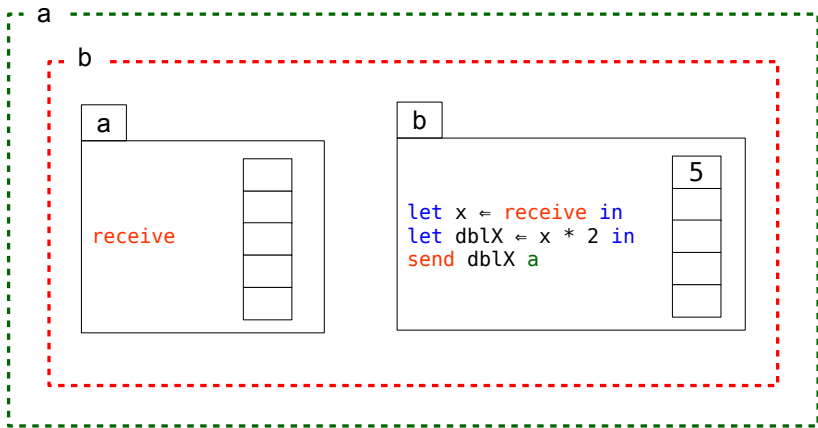 a
b
a
b
5
receive
let x ⇐ receive in
let dblX ⇐ x * 2 in
send dblX a